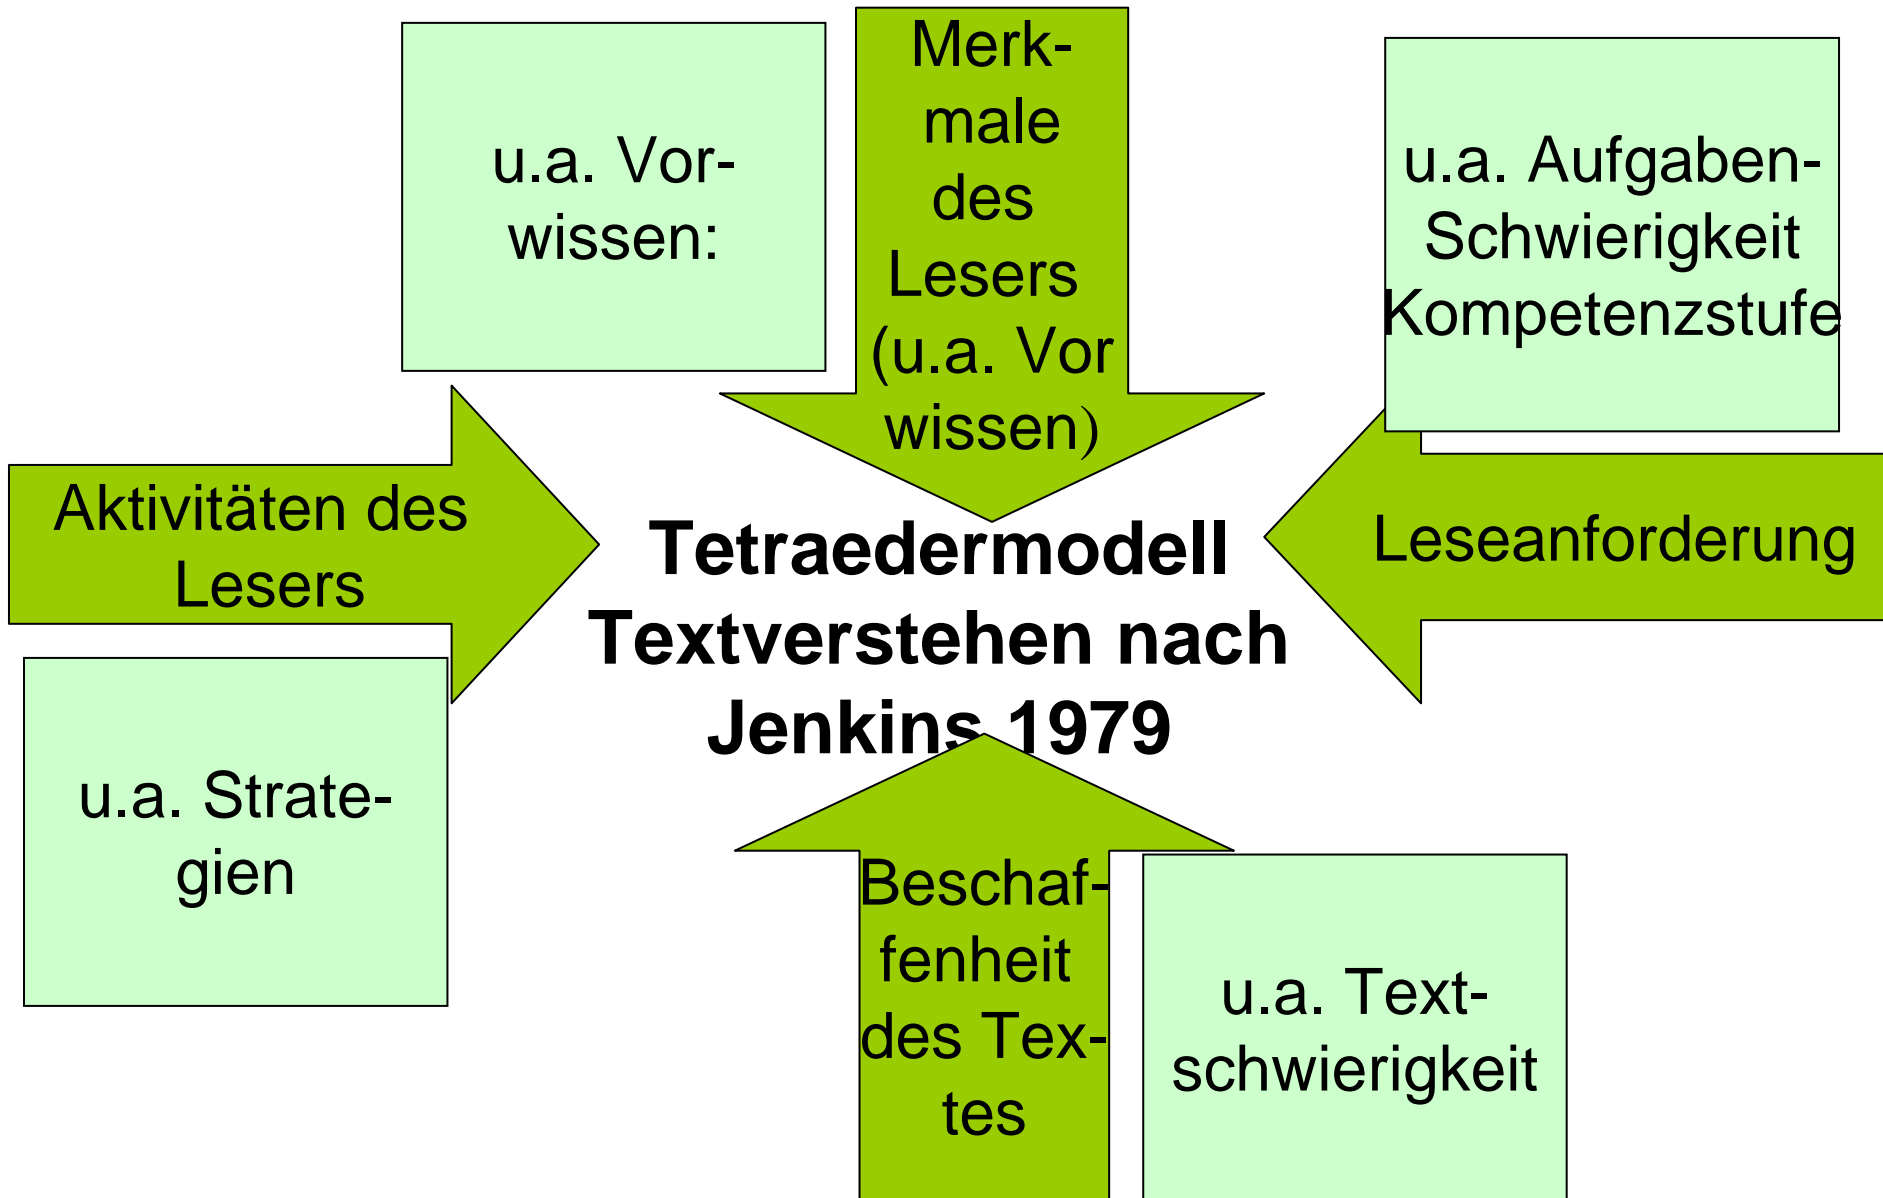 u.a. Vor-
wissen:
Merk-
male
des
Lesers
(u.a. Vor
wissen)
u.a. Aufgaben-
Schwierigkeit
Kompetenzstufe
Aktivitäten des
Lesers
Tetraedermodell
Textverstehen nach
Jenkins 1979
Leseanforderung
u.a. Strate-
gien
Beschaf-
fenheit
des Tex-
tes
u.a. Text-
schwierigkeit